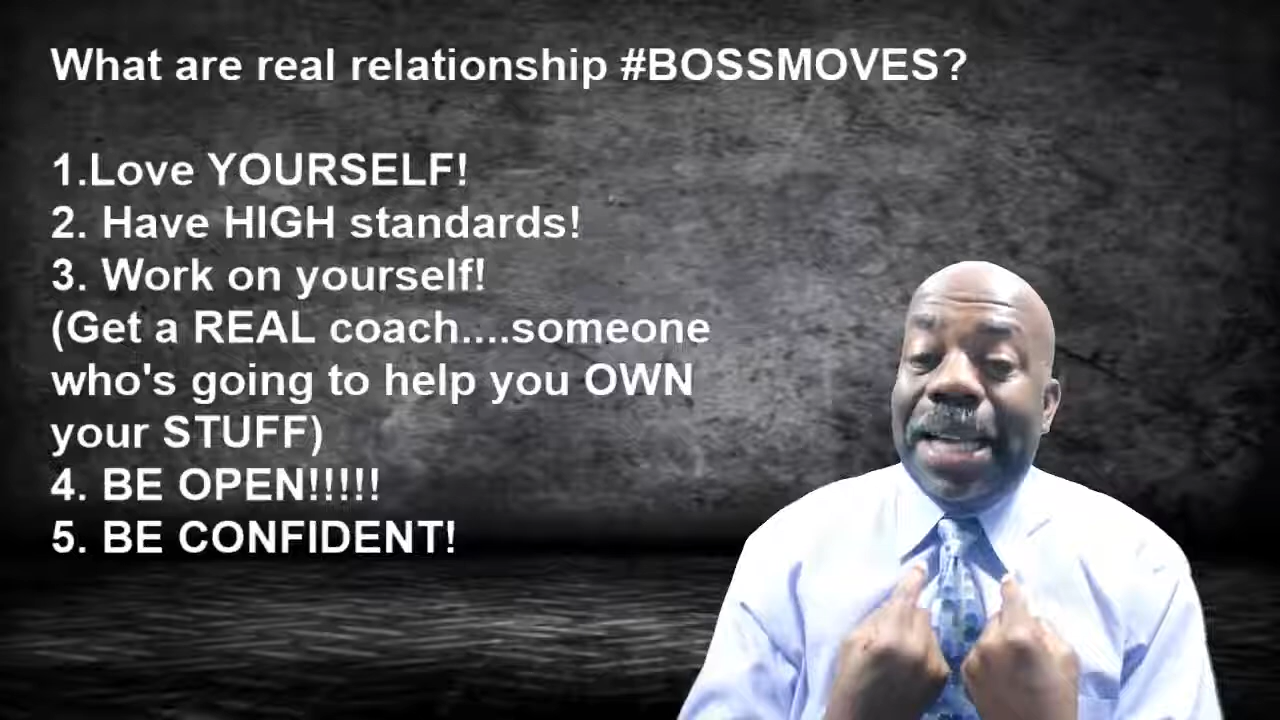 What are real relationship #BOSSMOVES?
1.Love YOURSELF!
2. Have HIGH standards!
3. Work on yourself!
(Get a REAL coach....someone
who's going to help you OWN
your STUFF)
4. BE OPEN!!!!!
5. BE CONFIDENT!